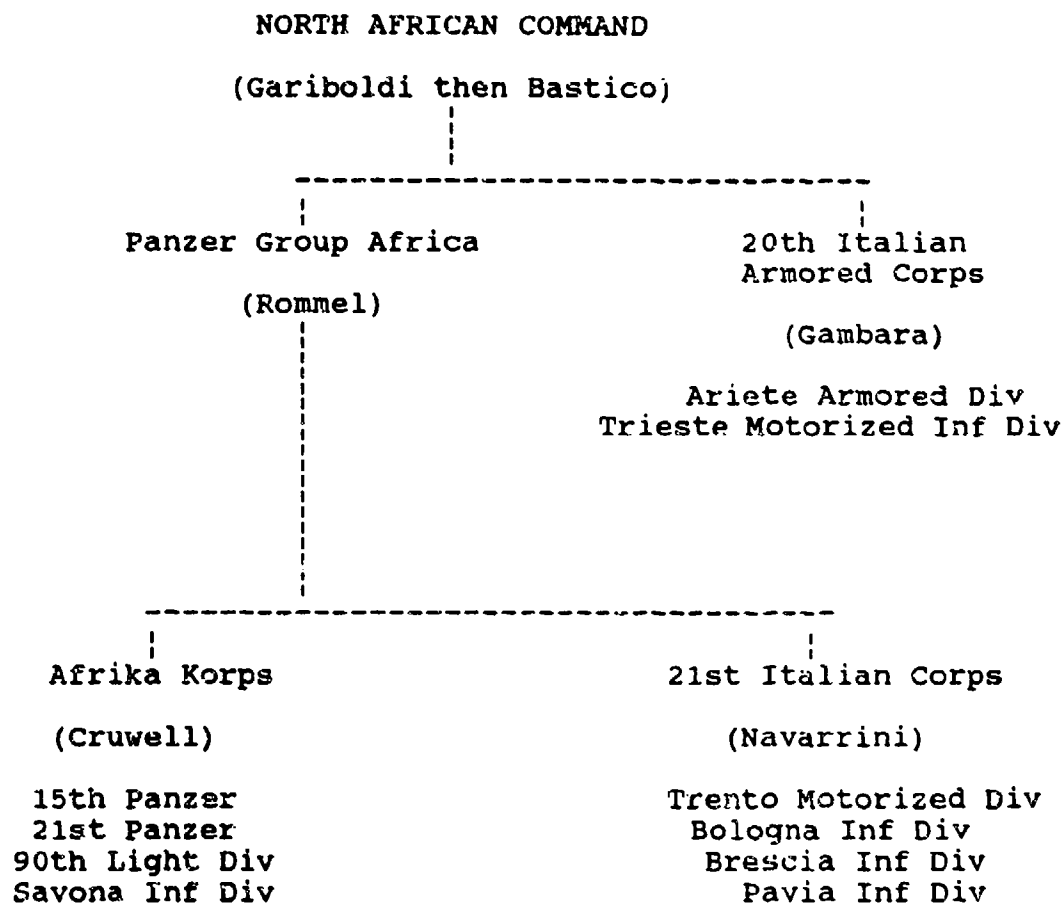 NORTH AFRICAN COMMAND
(Gariboldi then Bastico)
Panzer Group Africa
(Rommel)
20th Italian
Armored Corps
(Gambara)
Ariete Armored Div
Trieste Motorized Inf Div
Afrika Korps
(Cruwell)
15th Panzer
21st Panzer
90th Light Div
Savona Inf Div
21st Italian Corps
(Navarrini)
Trento Motorized Div
Bologna Inf Div
Brescia Inf Div
Pavia Inf Div